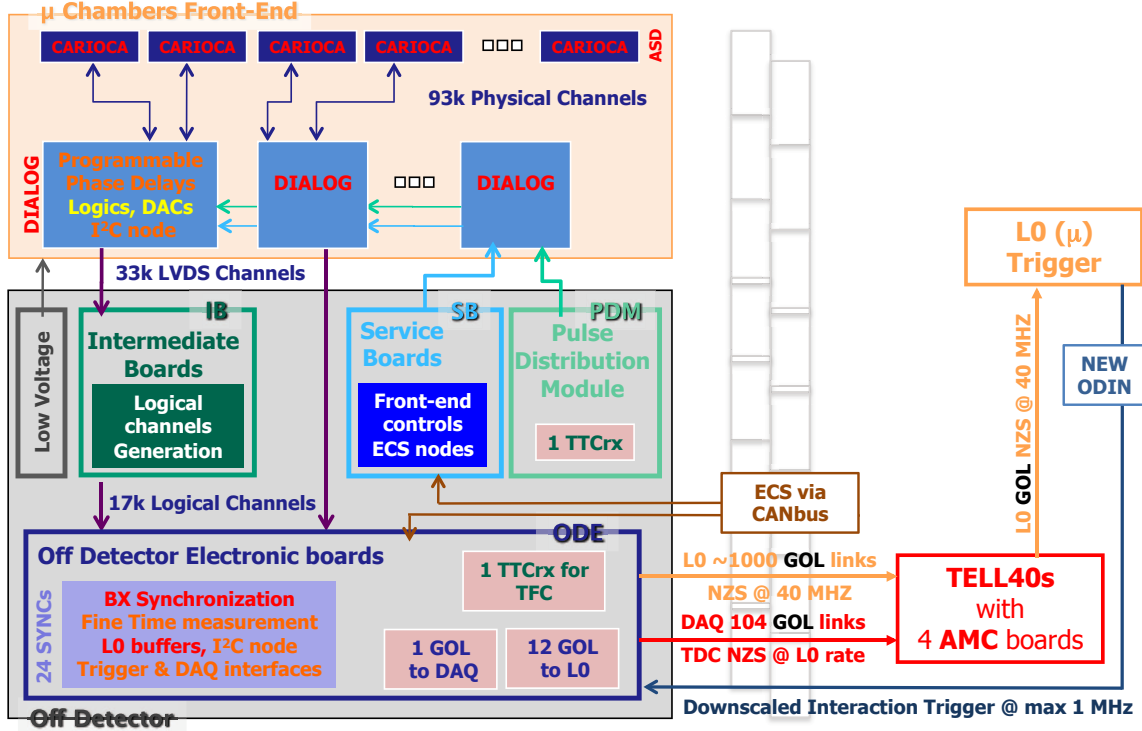 μ Chambers Front-End
CARIOCA CARIOCA CARIOCA CARIOCA CARIOCA
ASD
93k Physical Channels
DIALOG
Programmable
Phase Delays
Logics, DACs
I²C node
DIALOG
DIALOG
33k LVDS Channels
Low Voltage
IB
Intermediate
Boards
Logical
channels
Generation
SB
Service
Boards
Front-end
controls
ECS nodes
PDM
Pulse
Distribution
Module
1 TTCrx
17k Logical Channels
ECS via
CANbus
ODE
Off Detector Electronic boards
24 SYNCs
BX Synchronization
Fine Time measurement
L0 buffers, I²C node
Trigger & DAQ interfaces
1 TTCrx for
TFC
1 GOL
to DAQ
12 GOL
to L0
Off Detector
L0 ~1000 GOL links
NZS @ 40 MHZ
DAQ 104 GOL links
TDC NZS @ L0 rate
TELL40s
with
4 AMC boards
L0 GOL NZS @ 40 MHZ
L0 (μ)
Trigger
NEW
ODIN
Downscaled Interaction Trigger @ max 1 MHz